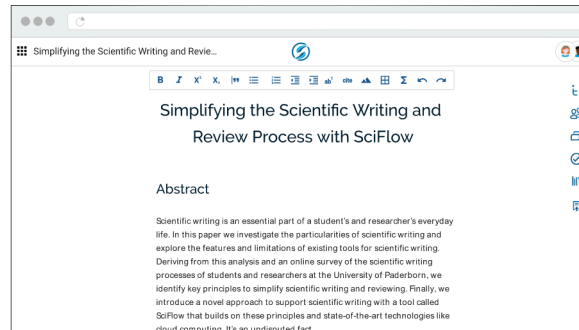 Simplifying the Scientific Writing and Revie...
B I X² X, ab¹ cite Σ
Simplifying the Scientific Writing and
Review Process with SciFlow
Abstract
Scientific writing is an essential part of a student's and researcher's everyday
life. In this paper we investigate the particularities of scientific writing and
explore the features and limitations of existing tools for scientific writing.
Deriving from this analysis and an online survey of the scientific writing
processes of students and researchers at the University of Paderborn, we
identify key principles to simplify scientific writing and reviewing. Finally, we
introduce a novel approach to support scientific writing with a tool called
SciFlow that builds on these principles and state-of-the-art technologies like
cloud computing. It's an undisputed fact